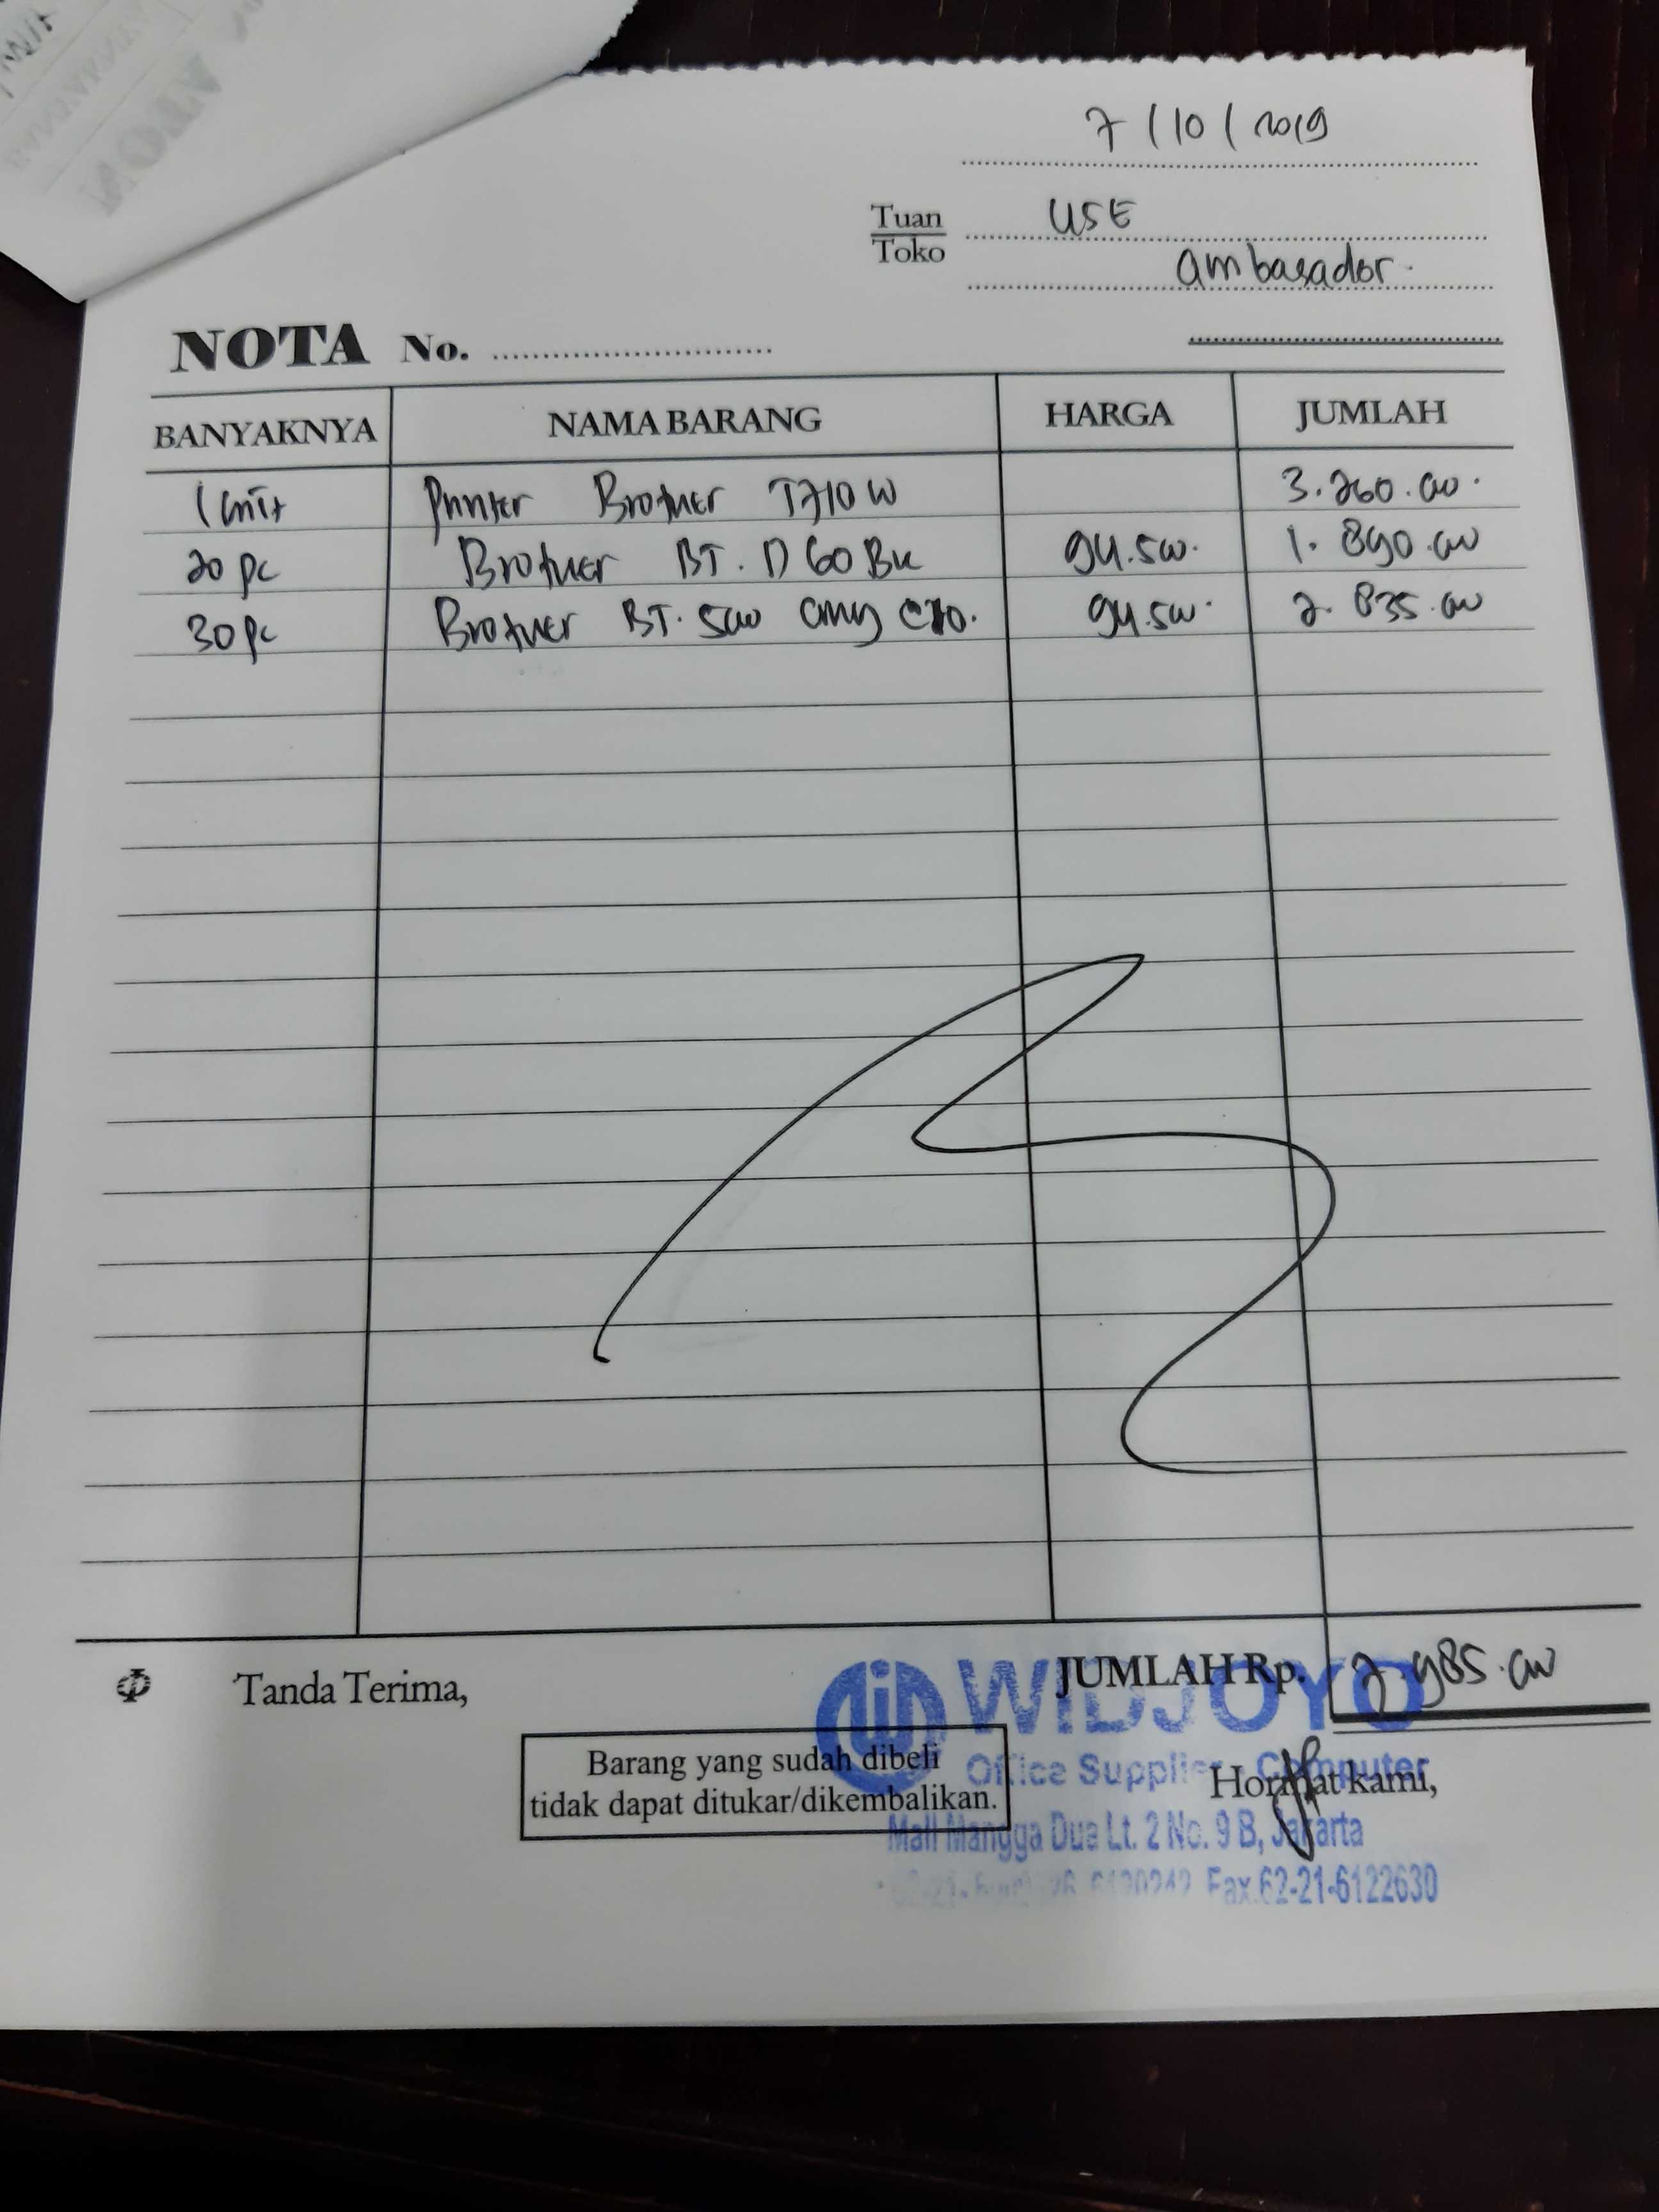 7/10/2019
Tuan
Toko
USE
ambasador.
NOTA No.
BANYAKNYA NAMA BARANG HARGA JUMLAH
1 unit Printer Brother T710W 3.260.000.
20 pc Brother BT.D60BK 94.500. 1.890.000
30 pc Brother BT.5000 CMY @10. 94.500. 2.835.000
Tanda Terima,
JUMLAH Rp. 7.985.000
Barang yang sudah dibeli
tidak dapat ditukar/dikembalikan.
Hormat kami,
WIDJOYO
Office Supplies - Computer
Mall Mangga Dua Lt. 2 No. 9 B, Jakarta
Fax.62-21-6122630